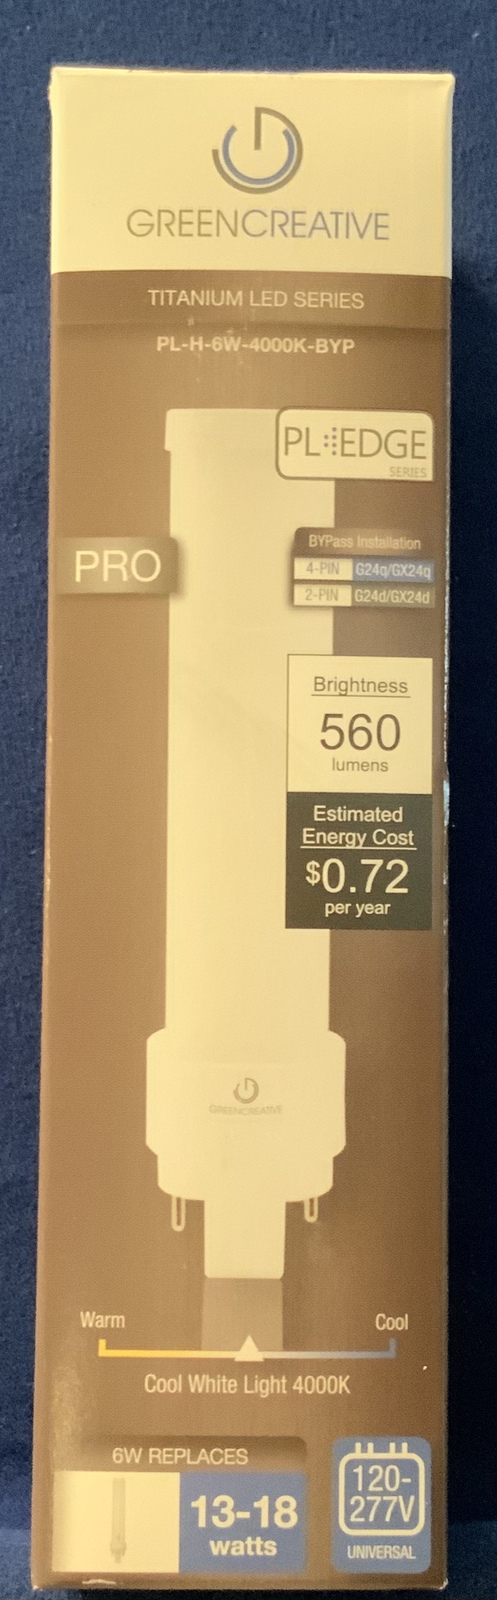 GREENCREATIVE
TITANIUM LED SERIES
PL-H-6W-4000K-BYP
PL EDGE
SERIES
PRO
BYPass Installation
4-PIN G24q/GX24q
2-PIN G24d/GX24d
Brightness
560
lumens
Estimated
Energy Cost
$0.72
per year
GREENCREATIVE
Warm
Cool
Cool White Light 4000K
6W REPLACES
13-18
watts
120-
277V
UNIVERSAL